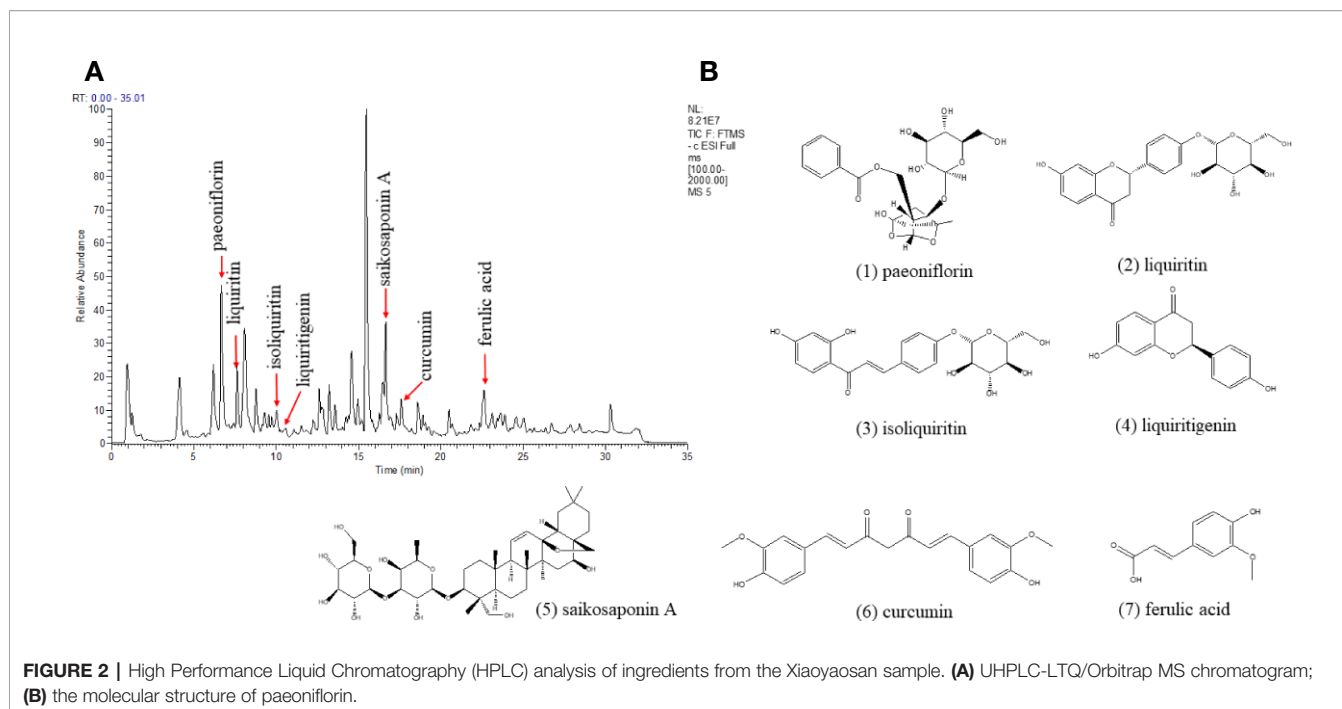 A
RT: 0.00 - 35.01
100
90
80
70
60
50
40
30
20
10
0
Relative Abundance
0
5
10
15
20
25
30
35
Time (min)
paeoniflorin
liquiritin
isoliquiritin
liquiritigenin
saikosaponin A
curcumin
ferulic acid
NL:
8.21E7
TIC F: FTMS
- c ESI Full
ms
[100.00-
2000.00]
MS 5
B
(1) paeoniflorin
(2) liquiritin
(3) isoliquiritin
(4) liquiritigenin
(5) saikosaponin A
(6) curcumin
(7) ferulic acid
FIGURE 2 | High Performance Liquid Chromatography (HPLC) analysis of ingredients from the Xiaoyaosan sample. (A) UHPLC-LTQ/Orbitrap MS chromatogram;
(B) the molecular structure of paeoniflorin.